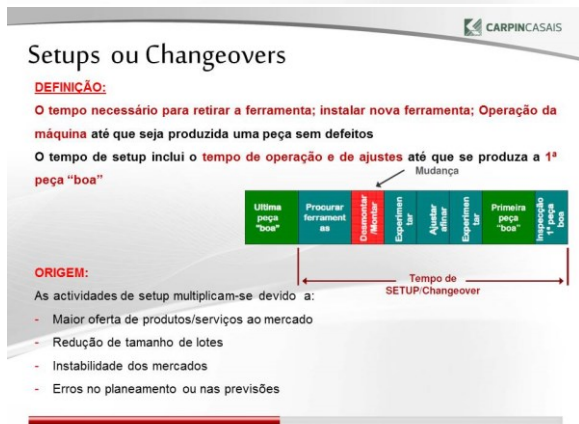 CARPINCASAIS
Setups ou Changeovers
DEFINIÇÃO:
O tempo necessário para retirar a ferramenta; instalar nova ferramenta; Operação da
máquina até que seja produzida uma peça sem defeitos
O tempo de setup inclui o tempo de operação e de ajustes até que se produza a 1ª
peça “boa”
Mudança
Ultima
peça
"boa"
Procurar
ferrament
as
Desmontar
/Montar
Experimen
tar
Ajustar
afinar
Experimen
tar
Primeira
peça
"boa"
Inspecção
1ª peça
boa
Tempo de
SETUP/Changeover
ORIGEM:
As actividades de setup multiplicam-se devido a:
- Maior oferta de produtos/serviços ao mercado
- Redução de tamanho de lotes
- Instabilidade dos mercados
- Erros no planeamento ou nas previsões